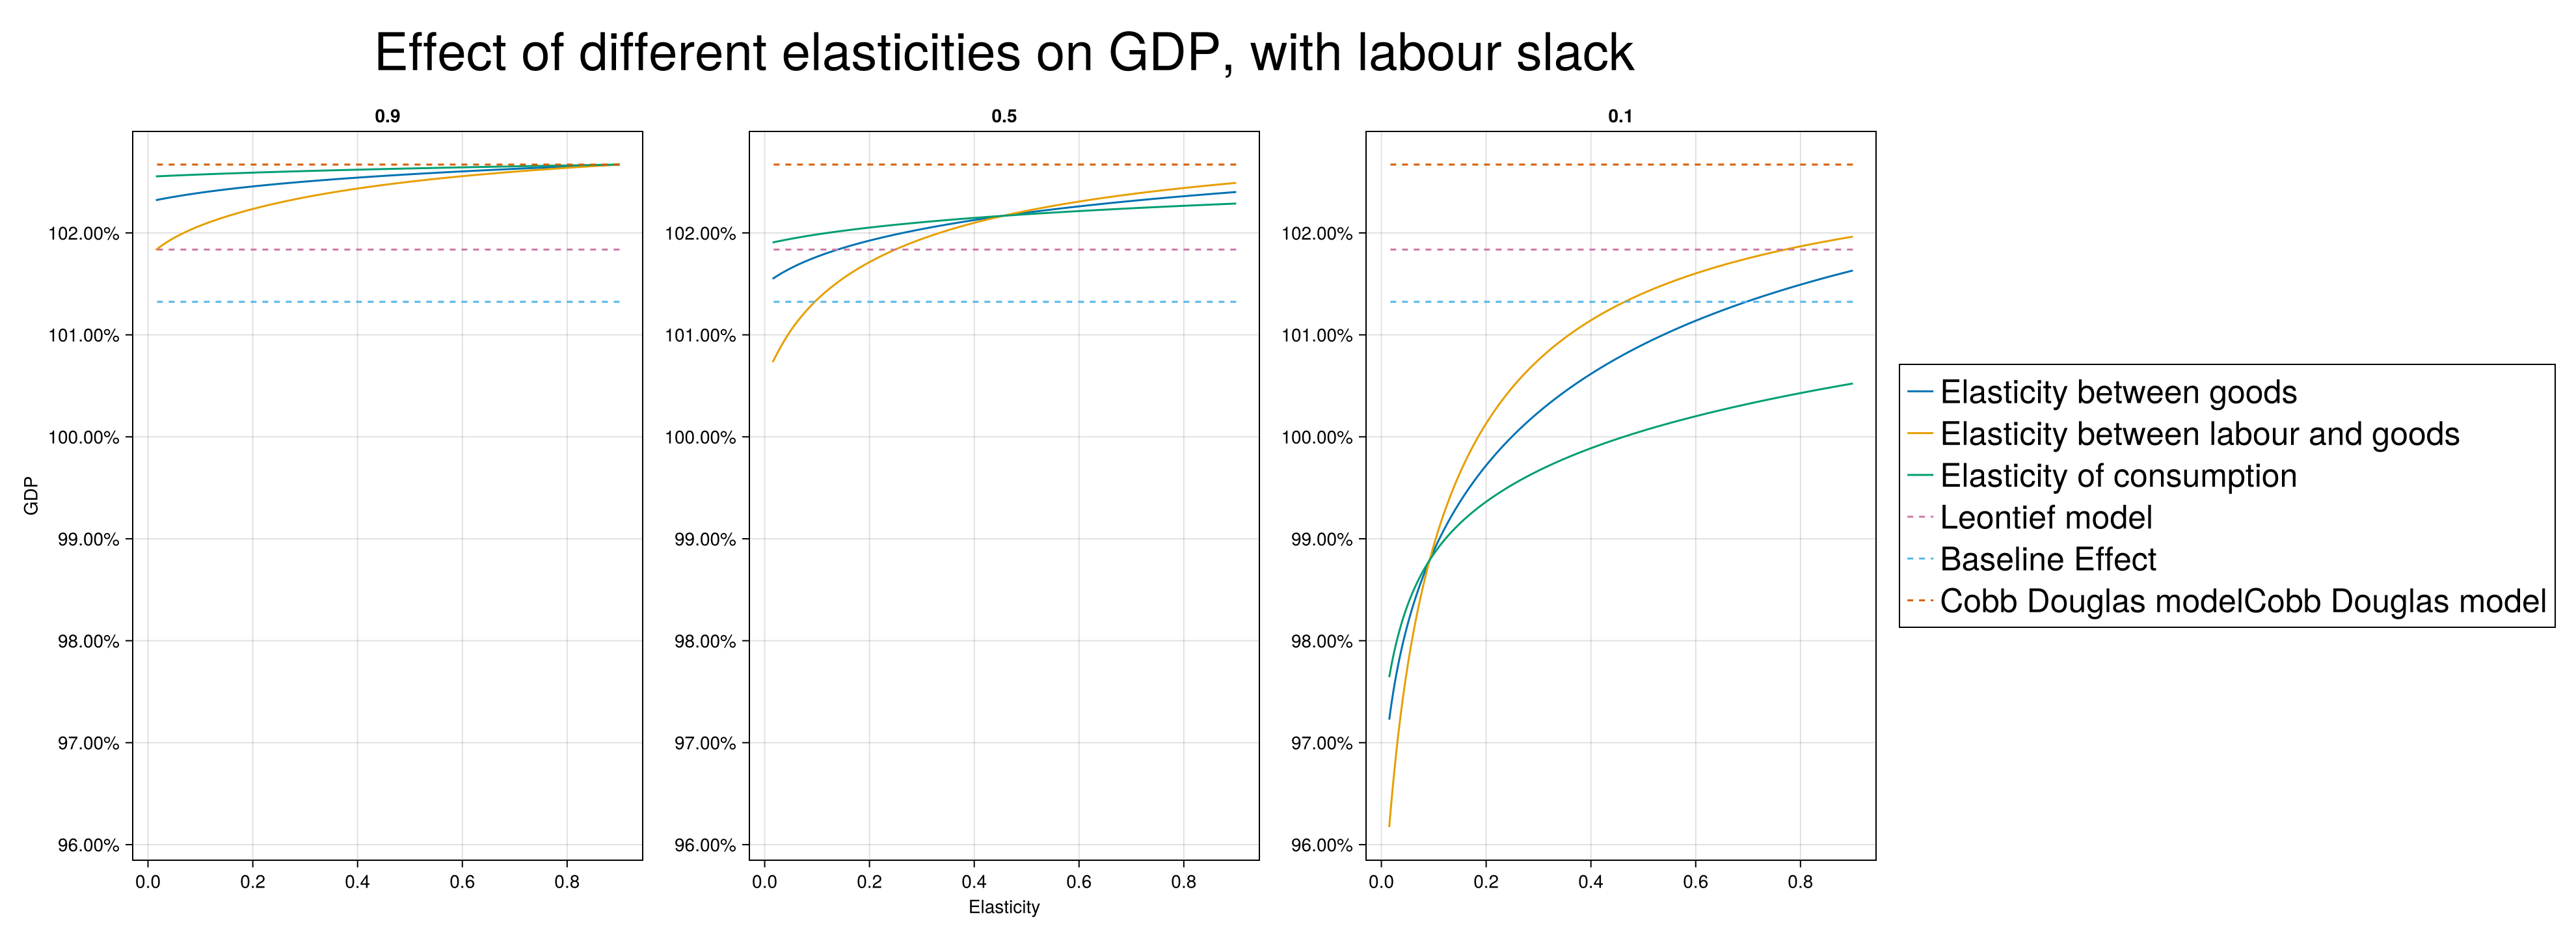 Effect of different elasticities on GDP, with labour slack
0.9
0.5
0.1
GDP
102.00%
101.00%
100.00%
99.00%
98.00%
97.00%
96.00%
0.0 0.2 0.4 0.6 0.8
102.00%
101.00%
100.00%
99.00%
98.00%
97.00%
96.00%
0.0 0.2 0.4 0.6 0.8
102.00%
101.00%
100.00%
99.00%
98.00%
97.00%
96.00%
0.0 0.2 0.4 0.6 0.8
Elasticity
Elasticity between goods
Elasticity between labour and goods
Elasticity of consumption
Leontief model
Baseline Effect
Cobb Douglas modelCobb Douglas model